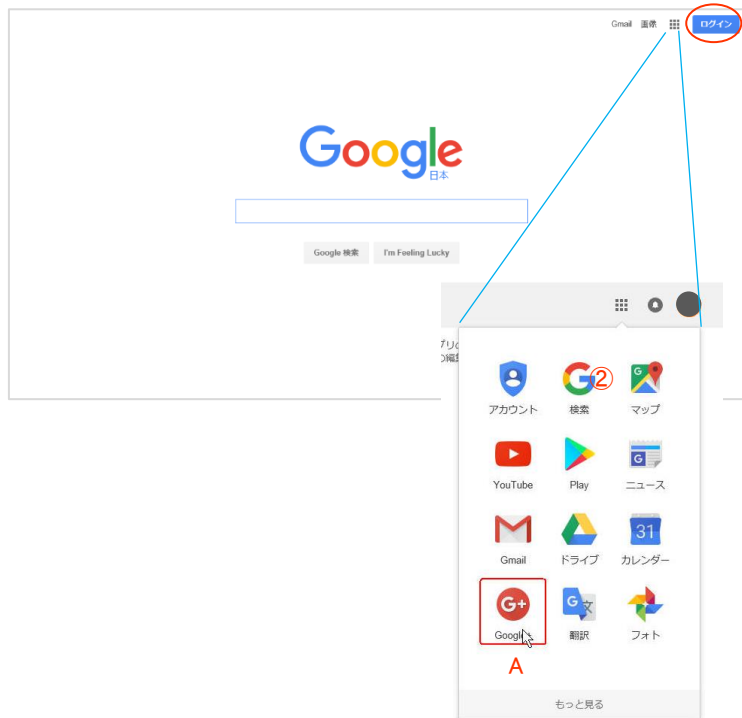 Gmail 画像 ログイン
Google
日本
Google 検索 I'm Feeling Lucky
②
アカウント 検索 マップ
YouTube Play ニュース
31
Gmail ドライブ カレンダー
G+
Google+ 翻訳 フォト
A
もっと見る